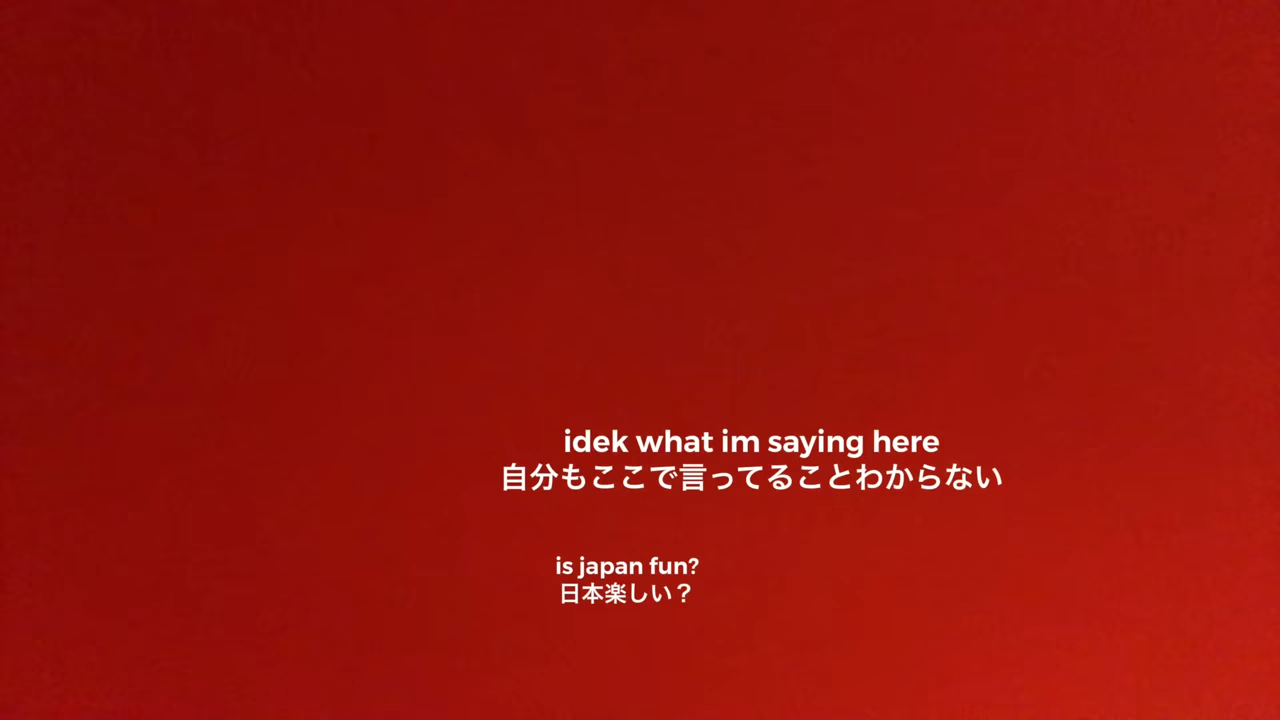 idek what im saying here
自分もここで言ってることわからない
is japan fun?
日本楽しい？